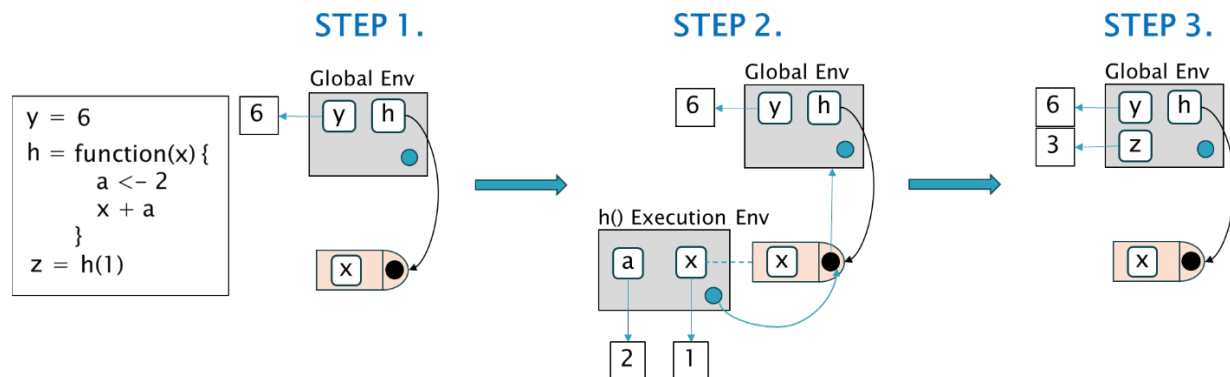 STEP 1.
STEP 2.
STEP 3.
y = 6
h = function(x) {
a <- 2
x + a
}
z = h(1)
Global Env
6
y
h
x
Global Env
6
y
h
h() Execution Env
a
x
x
2
1
Global Env
6
y
h
3
z
x